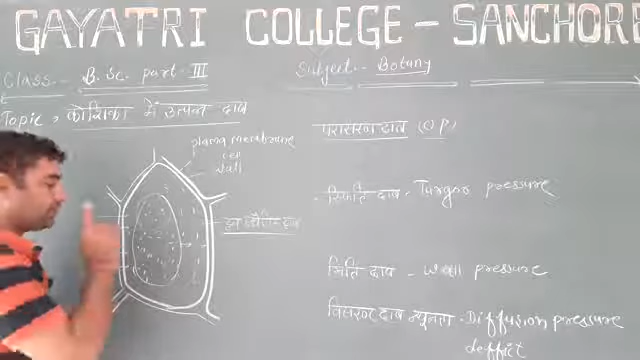 GAYATRI COLLEGE - SANCHORE
Class - B.Sc. part III
Subject - Botany
Topic : कोशिका में उत्पन्न दाब
plasma membrane
cell
wall
परासरण दाब (OP)
स्फिति दाब - Turgor pressure
भित्ति दाब - wall pressure
विसरण दाब न्यूनता - Diffusion pressure
deffict